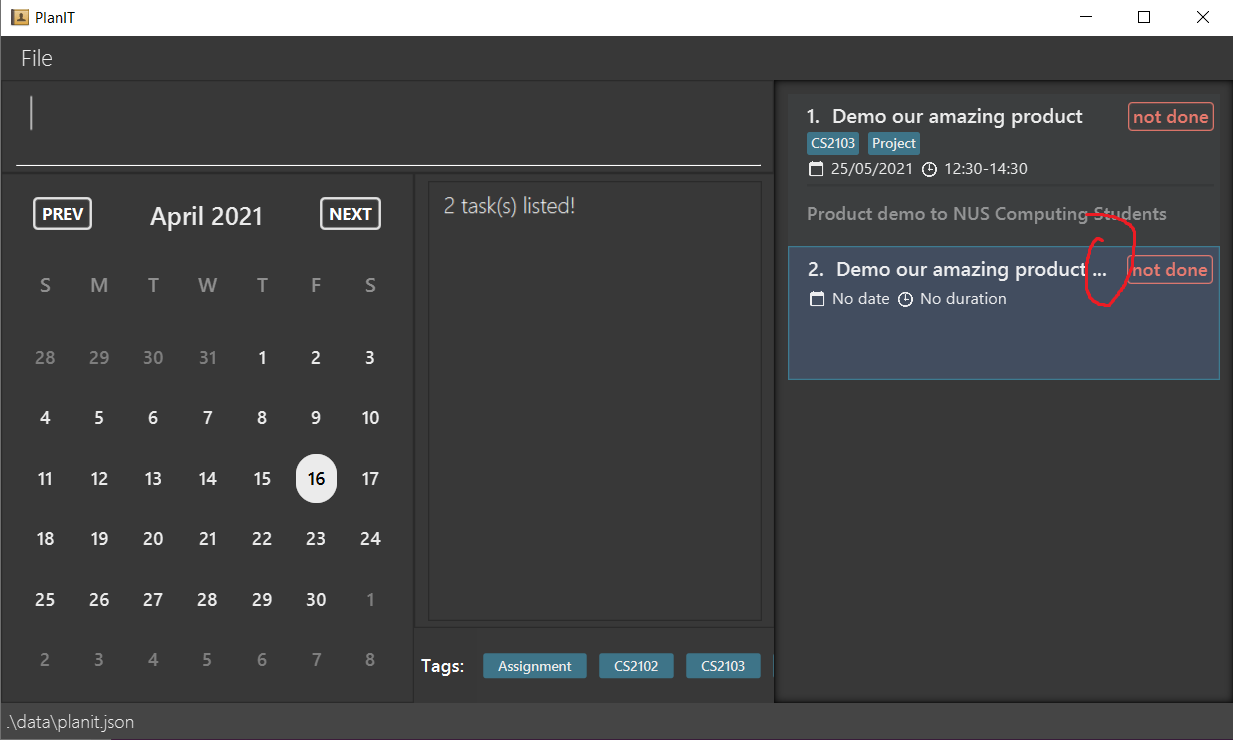 PlanIT
File
PREV April 2021 NEXT
S M T W T F S
28 29 30 31 1 2 3
4 5 6 7 8 9 10
11 12 13 14 15 16 17
18 19 20 21 22 23 24
25 26 27 28 29 30 1
2 3 4 5 6 7 8
2 task(s) listed!
Tags: Assignment CS2102 CS2103
1. Demo our amazing product not done
CS2103 Project
25/05/2021 12:30-14:30
Product demo to NUS Computing Students
2. Demo our amazing product ... not done
No date No duration
.\data\planit.json